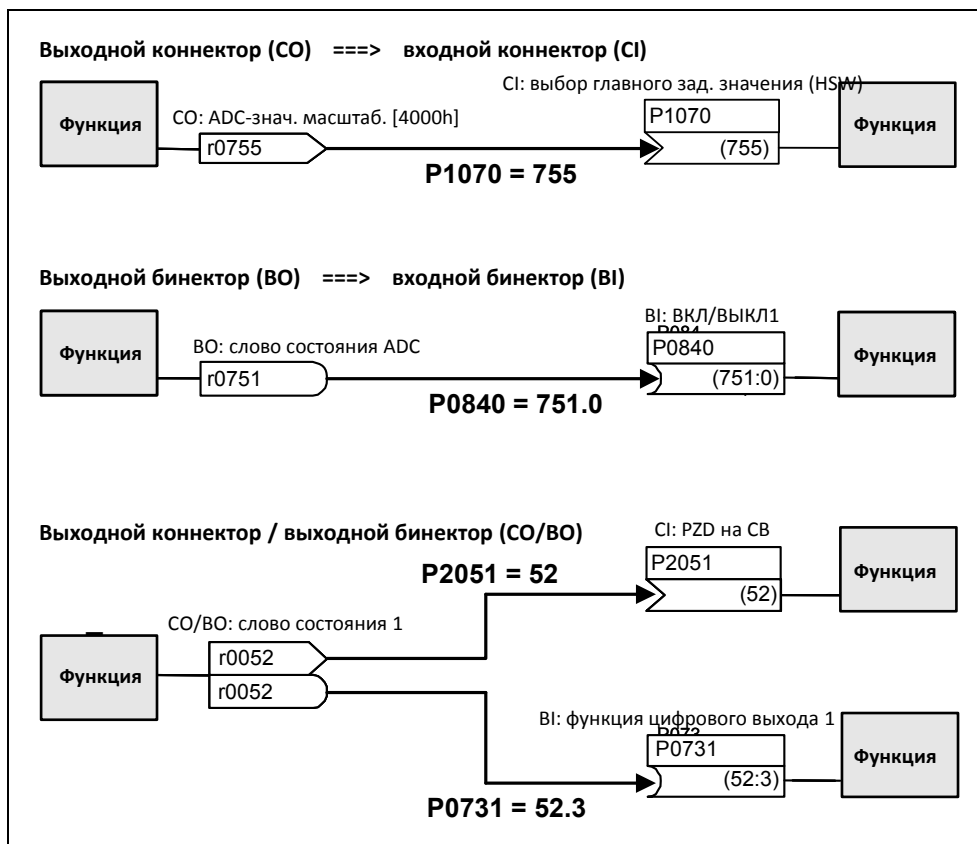 Выходной коннектор (CO) ===> входной коннектор (CI)
CI: выбор главного зад. значения (HSW)
Функция
CO: ADC-знач. масштаб. [4000h]
r0755
P1070 = 755
P1070
(755)
Функция
Выходной бинектор (BO) ===> входной бинектор (BI)
BI: ВКЛ/ВЫКЛ1
P084
Функция
BO: слово состояния ADC
r0751
P0840 = 751.0
P0840
(751:0)
Функция
Выходной коннектор / выходной бинектор (CO/BO)
CI: PZD на CB
P2051 = 52
P2051
(52)
Функция
CO/BO: слово состояния 1
Функция
r0052
r0052
BI: функция цифрового выхода 1
P073
P0731
(52:3)
Функция
P0731 = 52.3